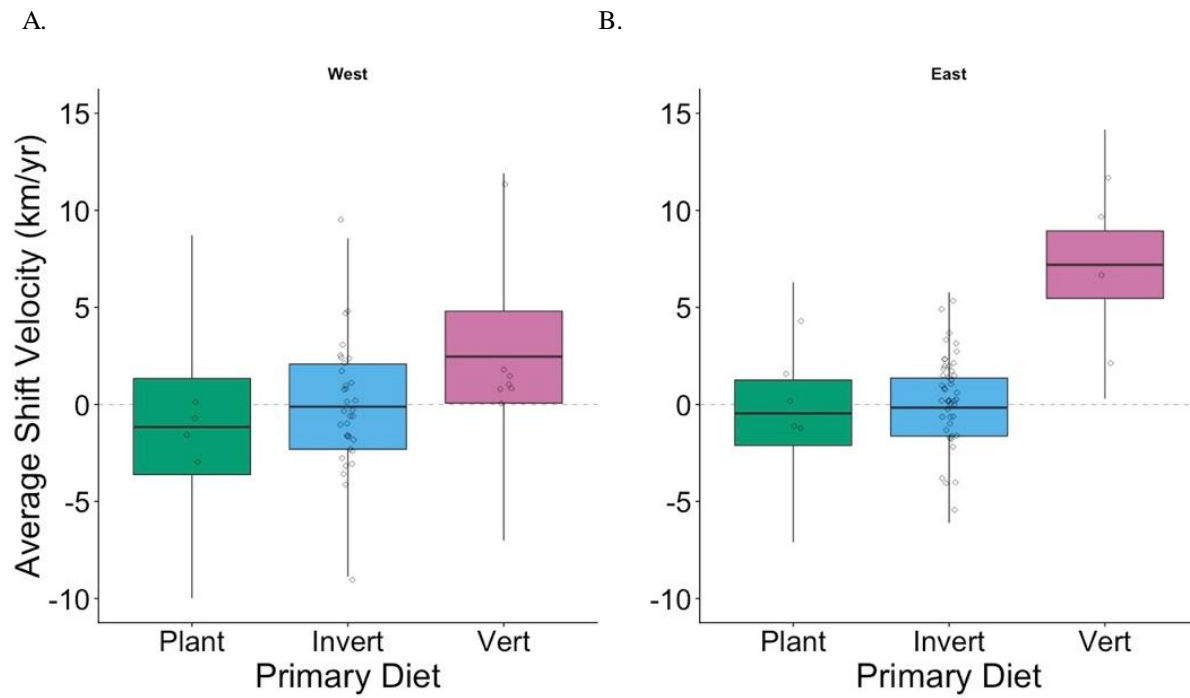 A.
B.
West
East
Average Shift Velocity (km/yr)
15
10
5
0
-5
-10
Plant Invert Vert
Primary Diet
15
10
5
0
-5
-10
Plant Invert Vert
Primary Diet